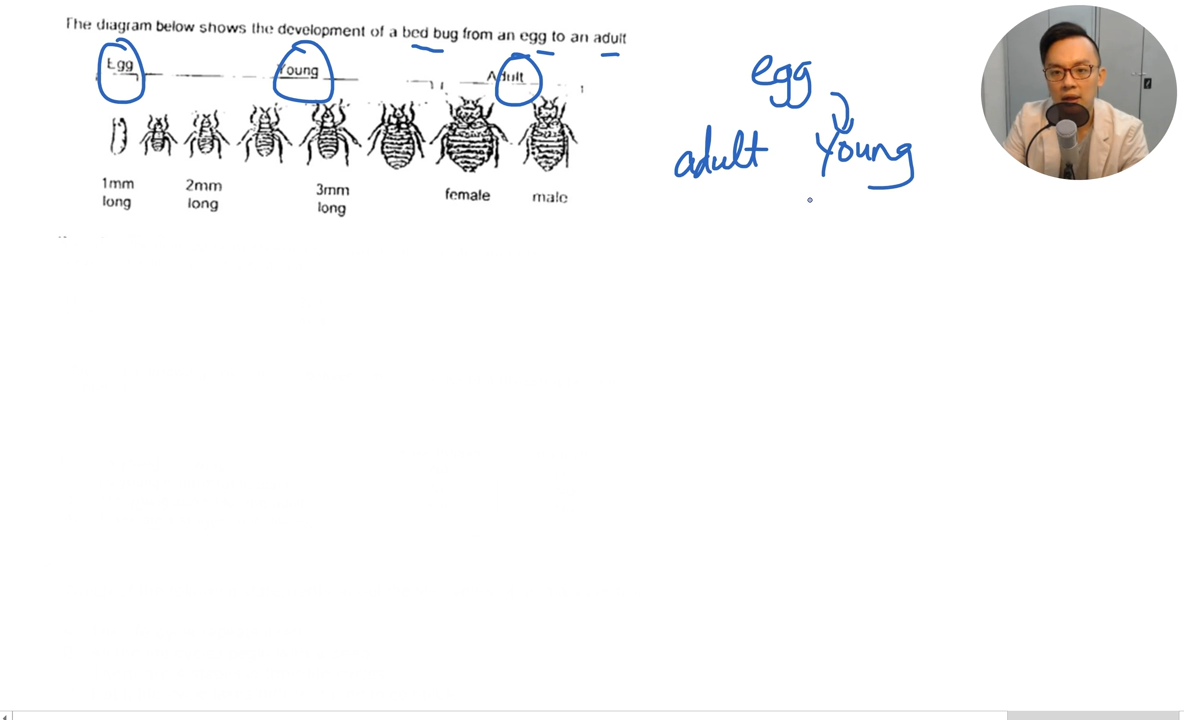 The diagram below shows the development of a bed bug from an egg to an adult
Egg Young Adult
1mm 2mm 3mm female male
long long long
egg
adult Young